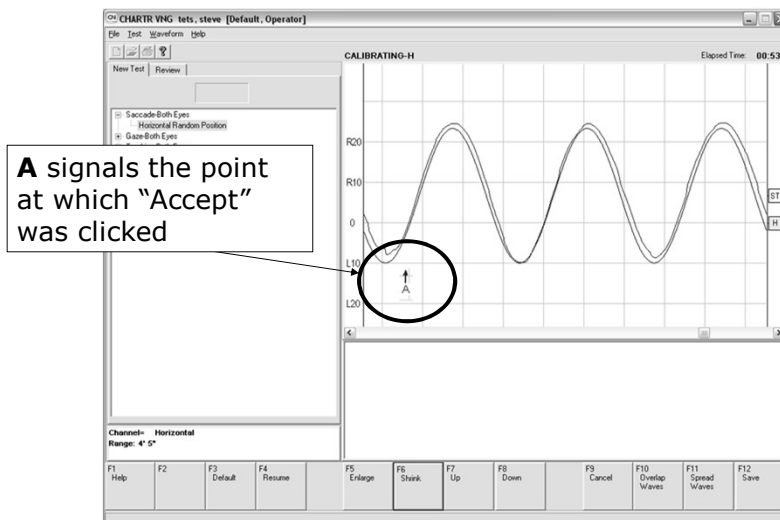 CHARTR VNG tets, steve [Default, Operator]
File Test Waveform Help
CALIBRATING-H
Elapsed Time: 00:53
New Test Review
Saccade-Both Eyes
Horizontal Random Position
Gaze-Both Eyes
A signals the point
at which “Accept”
was clicked
R20
R10
0
L10
L20
ST
H
A
Channel= Horizontal
Range: 4° 5°
F1 Help
F2
F3 Default
F4 Resume
F5 Enlarge
F6 Shrink
F7 Up
F8 Down
F9 Cancel
F10 Overlap Waves
F11 Spread Waves
F12 Save